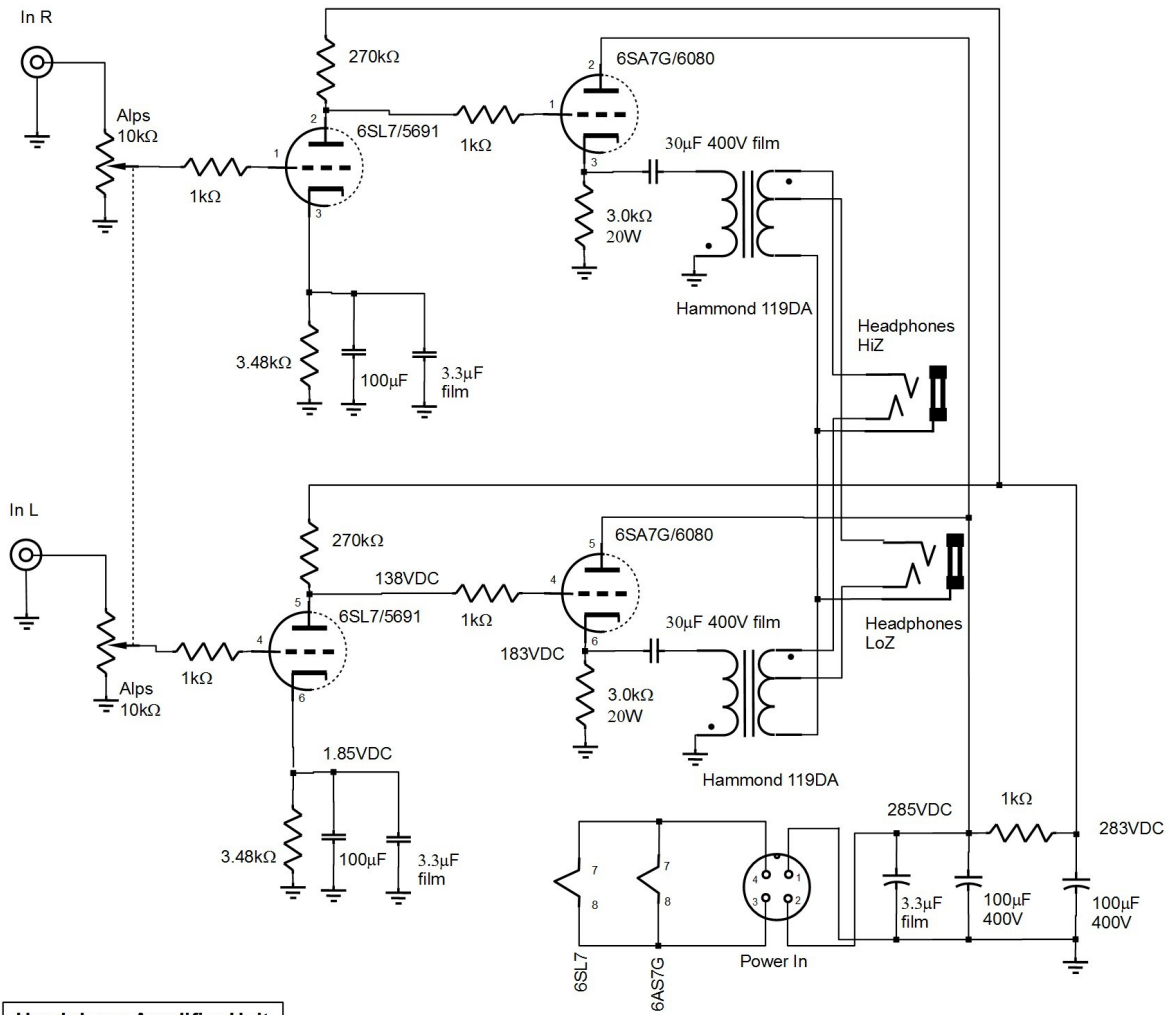 In R
Alps
10kΩ
1
1kΩ
270kΩ
2
6SL7/5691
3
1kΩ
1
2
6SA7G/6080
3
30μF 400V film
3.0kΩ
20W
Hammond 119DA
3.48kΩ
100μF
3.3μF
film
Headphones
HiZ
In L
Alps
10kΩ
4
1kΩ
270kΩ
138VDC
5
6SL7/5691
6
1kΩ
4
5
6SA7G/6080
6
183VDC
30μF 400V film
3.0kΩ
20W
Hammond 119DA
Headphones
LoZ
1.85VDC
3.48kΩ
100μF
3.3μF
film
7
8
6SL7
7
8
6AS7G
4
1
3
2
Power In
285VDC
1kΩ
283VDC
3.3μF
film
100μF
400V
100μF
400V